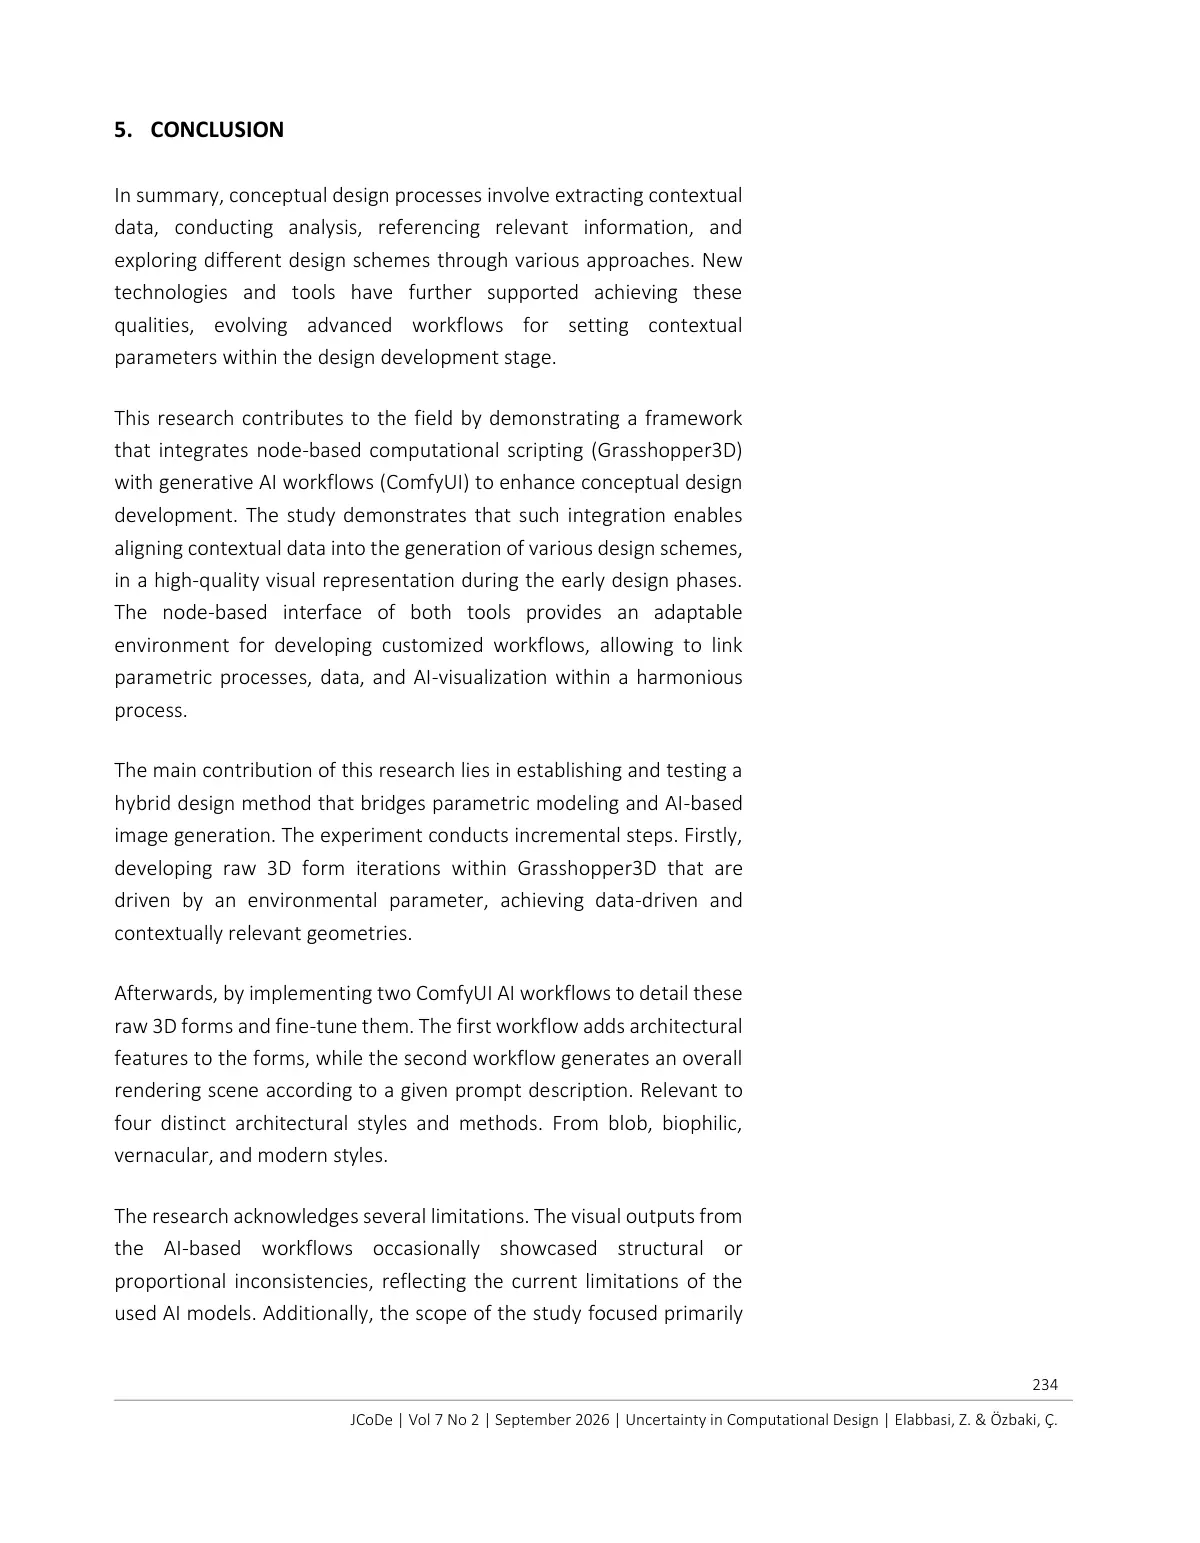 5. CONCLUSION
In summary, conceptual design processes involve extracting contextual
data, conducting analysis, referencing relevant information, and
exploring different design schemes through various approaches. New
technologies and tools have further supported achieving these
qualities, evolving advanced workflows for setting contextual
parameters within the design development stage.
This research contributes to the field by demonstrating a framework
that integrates node-based computational scripting (Grasshopper3D)
with generative AI workflows (ComfyUI) to enhance conceptual design
development. The study demonstrates that such integration enables
aligning contextual data into the generation of various design schemes,
in a high-quality visual representation during the early design phases.
The node-based interface of both tools provides an adaptable
environment for developing customized workflows, allowing to link
parametric processes, data, and AI-visualization within a harmonious
process.
The main contribution of this research lies in establishing and testing a
hybrid design method that bridges parametric modeling and AI-based
image generation. The experiment conducts incremental steps. Firstly,
developing raw 3D form iterations within Grasshopper3D that are
driven by an environmental parameter, achieving data-driven and
contextually relevant geometries.
Afterwards, by implementing two ComfyUI AI workflows to detail these
raw 3D forms and fine-tune them. The first workflow adds architectural
features to the forms, while the second workflow generates an overall
rendering scene according to a given prompt description. Relevant to
four distinct architectural styles and methods. From blob, biophilic,
vernacular, and modern styles.
The research acknowledges several limitations. The visual outputs from
the AI-based workflows occasionally showcased structural or
proportional inconsistencies, reflecting the current limitations of the
used AI models. Additionally, the scope of the study focused primarily
234
JCoDe | Vol 7 No 2 | September 2026 | Uncertainty in Computational Design | Elabbasi, Z. & Özbaki, Ç.